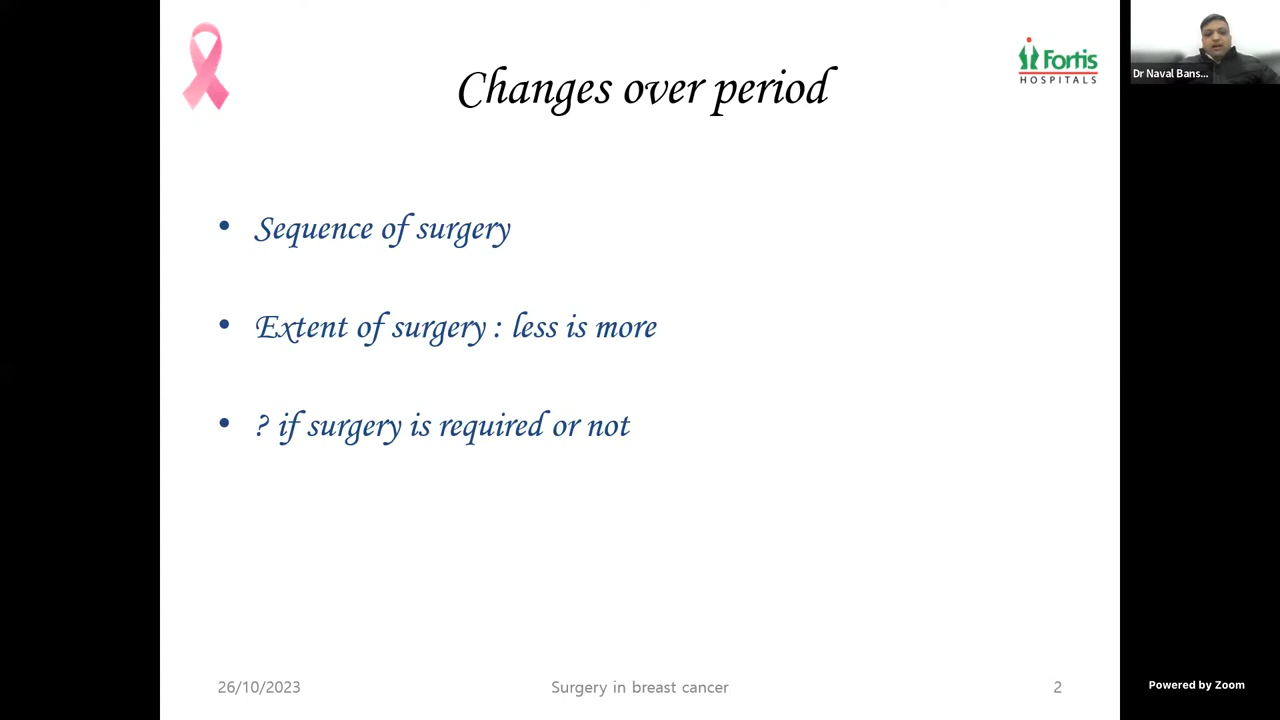 Changes over period
Fortis
HOSPITALS
Dr Naval Bans...
• Sequence of surgery
• Extent of surgery : less is more
• ? if surgery is required or not
26/10/2023
Surgery in breast cancer
2
Powered by Zoom